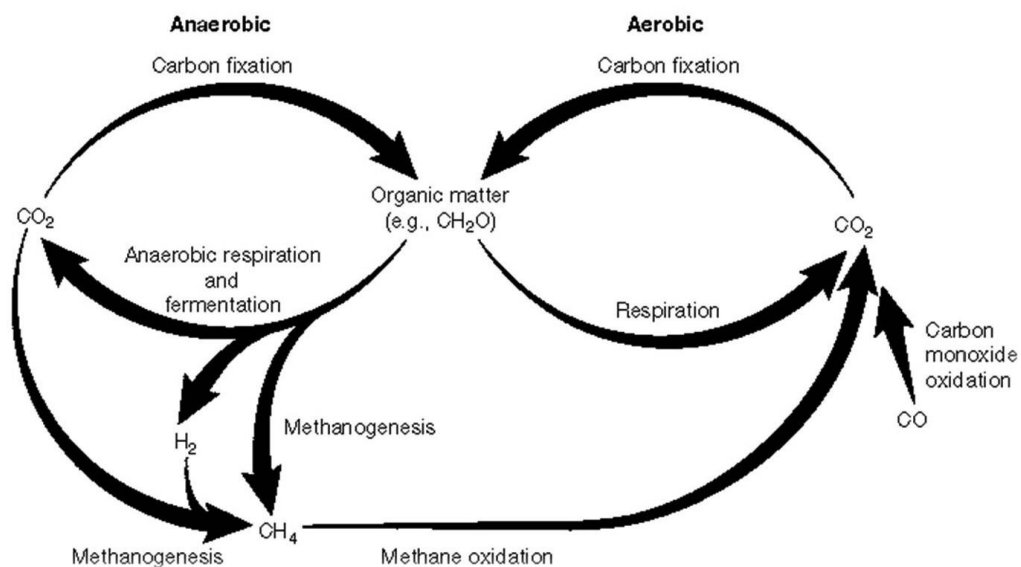 Anaerobic
Aerobic
Carbon fixation
Carbon fixation
Organic matter
(e.g., CH₂O)
CO₂
CO₂
Anaerobic respiration
and
fermentation
Respiration
Carbon
monoxide
oxidation
CO
H₂
Methanogenesis
CH₄
Methanogenesis
Methane oxidation